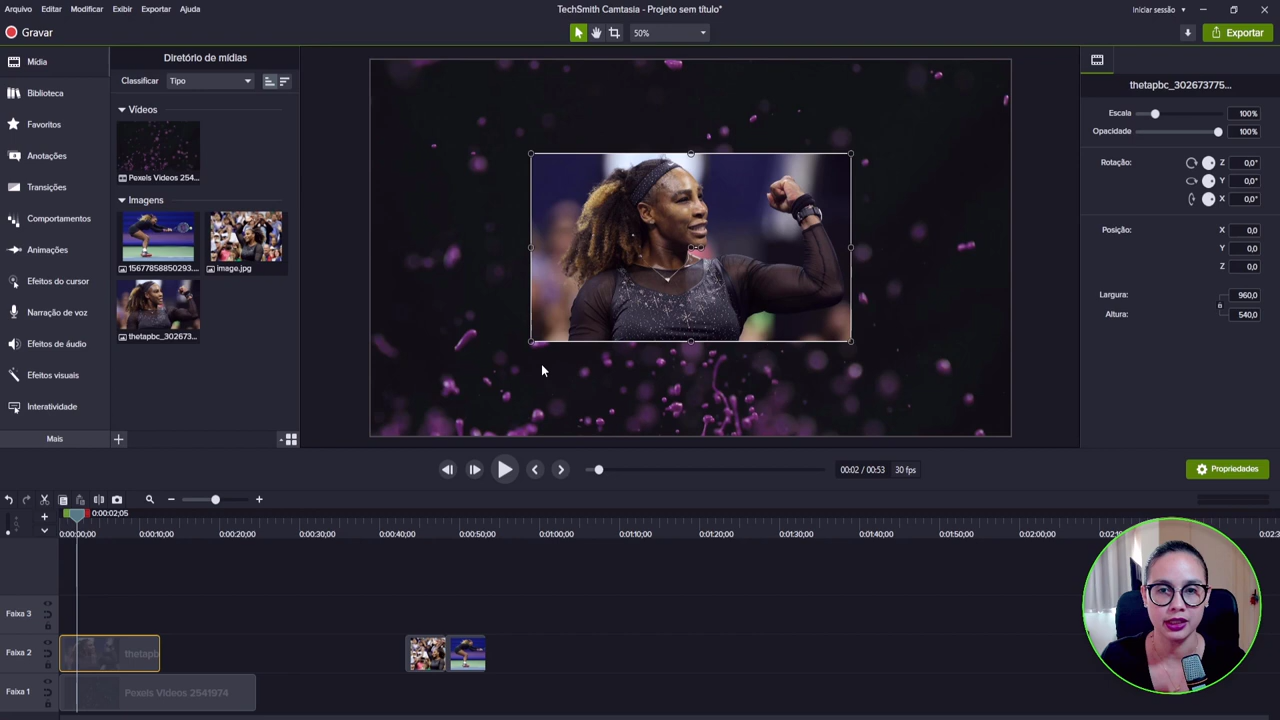 Arquivo Editar Modificar Exibir Exportar Ajuda
TechSmith Camtasia - Projeto sem título*
Iniciar sessão
Gravar
50%
Exportar
Mídia
Biblioteca
Favoritos
Anotações
Transições
Comportamentos
Animações
Efeitos do cursor
Narração de voz
Efeitos de áudio
Efeitos visuais
Interatividade
Mais
Diretório de mídias
Classificar Tipo
Vídeos
Pexels Videos 254...
Imagens
15677858850293...
image.jpg
thetapbc_302673...
thetapbc_302673775...
Escala 100%
Opacidade 100%
Rotação: Z 0,0°
Y 0,0°
X 0,0°
Posição: X 0,0
Y 0,0
Z 0,0
Largura: 960,0
Altura: 540,0
00:02 / 00:53 30 fps
Propriedades
0:00:02;05
0:00:00;00 0:00:10;00 0:00:20;00 0:00:30;00 0:00:40;00 0:00:50;00 0:01:00;00 0:01:10;00 0:01:20;00 0:01:30;00 0:01:40;00 0:01:50;00 0:02:00;00
Faixa 3
Faixa 2
thetapb
Faixa 1
Pexels Videos 2541974